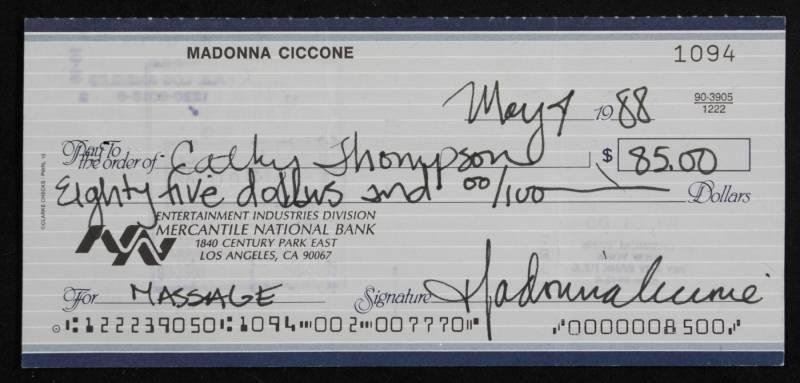 MADONNA CICCONE
1094
May 9 1988
90-3905
1222
Pay To
the order of Cathy Thompson $ 85.00
Eighty five dollars and 00/100 Dollars
ENTERTAINMENT INDUSTRIES DIVISION
MERCANTILE NATIONAL BANK
1840 CENTURY PARK EAST
LOS ANGELES, CA 90067
For MASSAGE Signature Madonna Ciccone
⑆122239050⑆1094⑈002⑈007770⑈ ⑈0000008500⑈